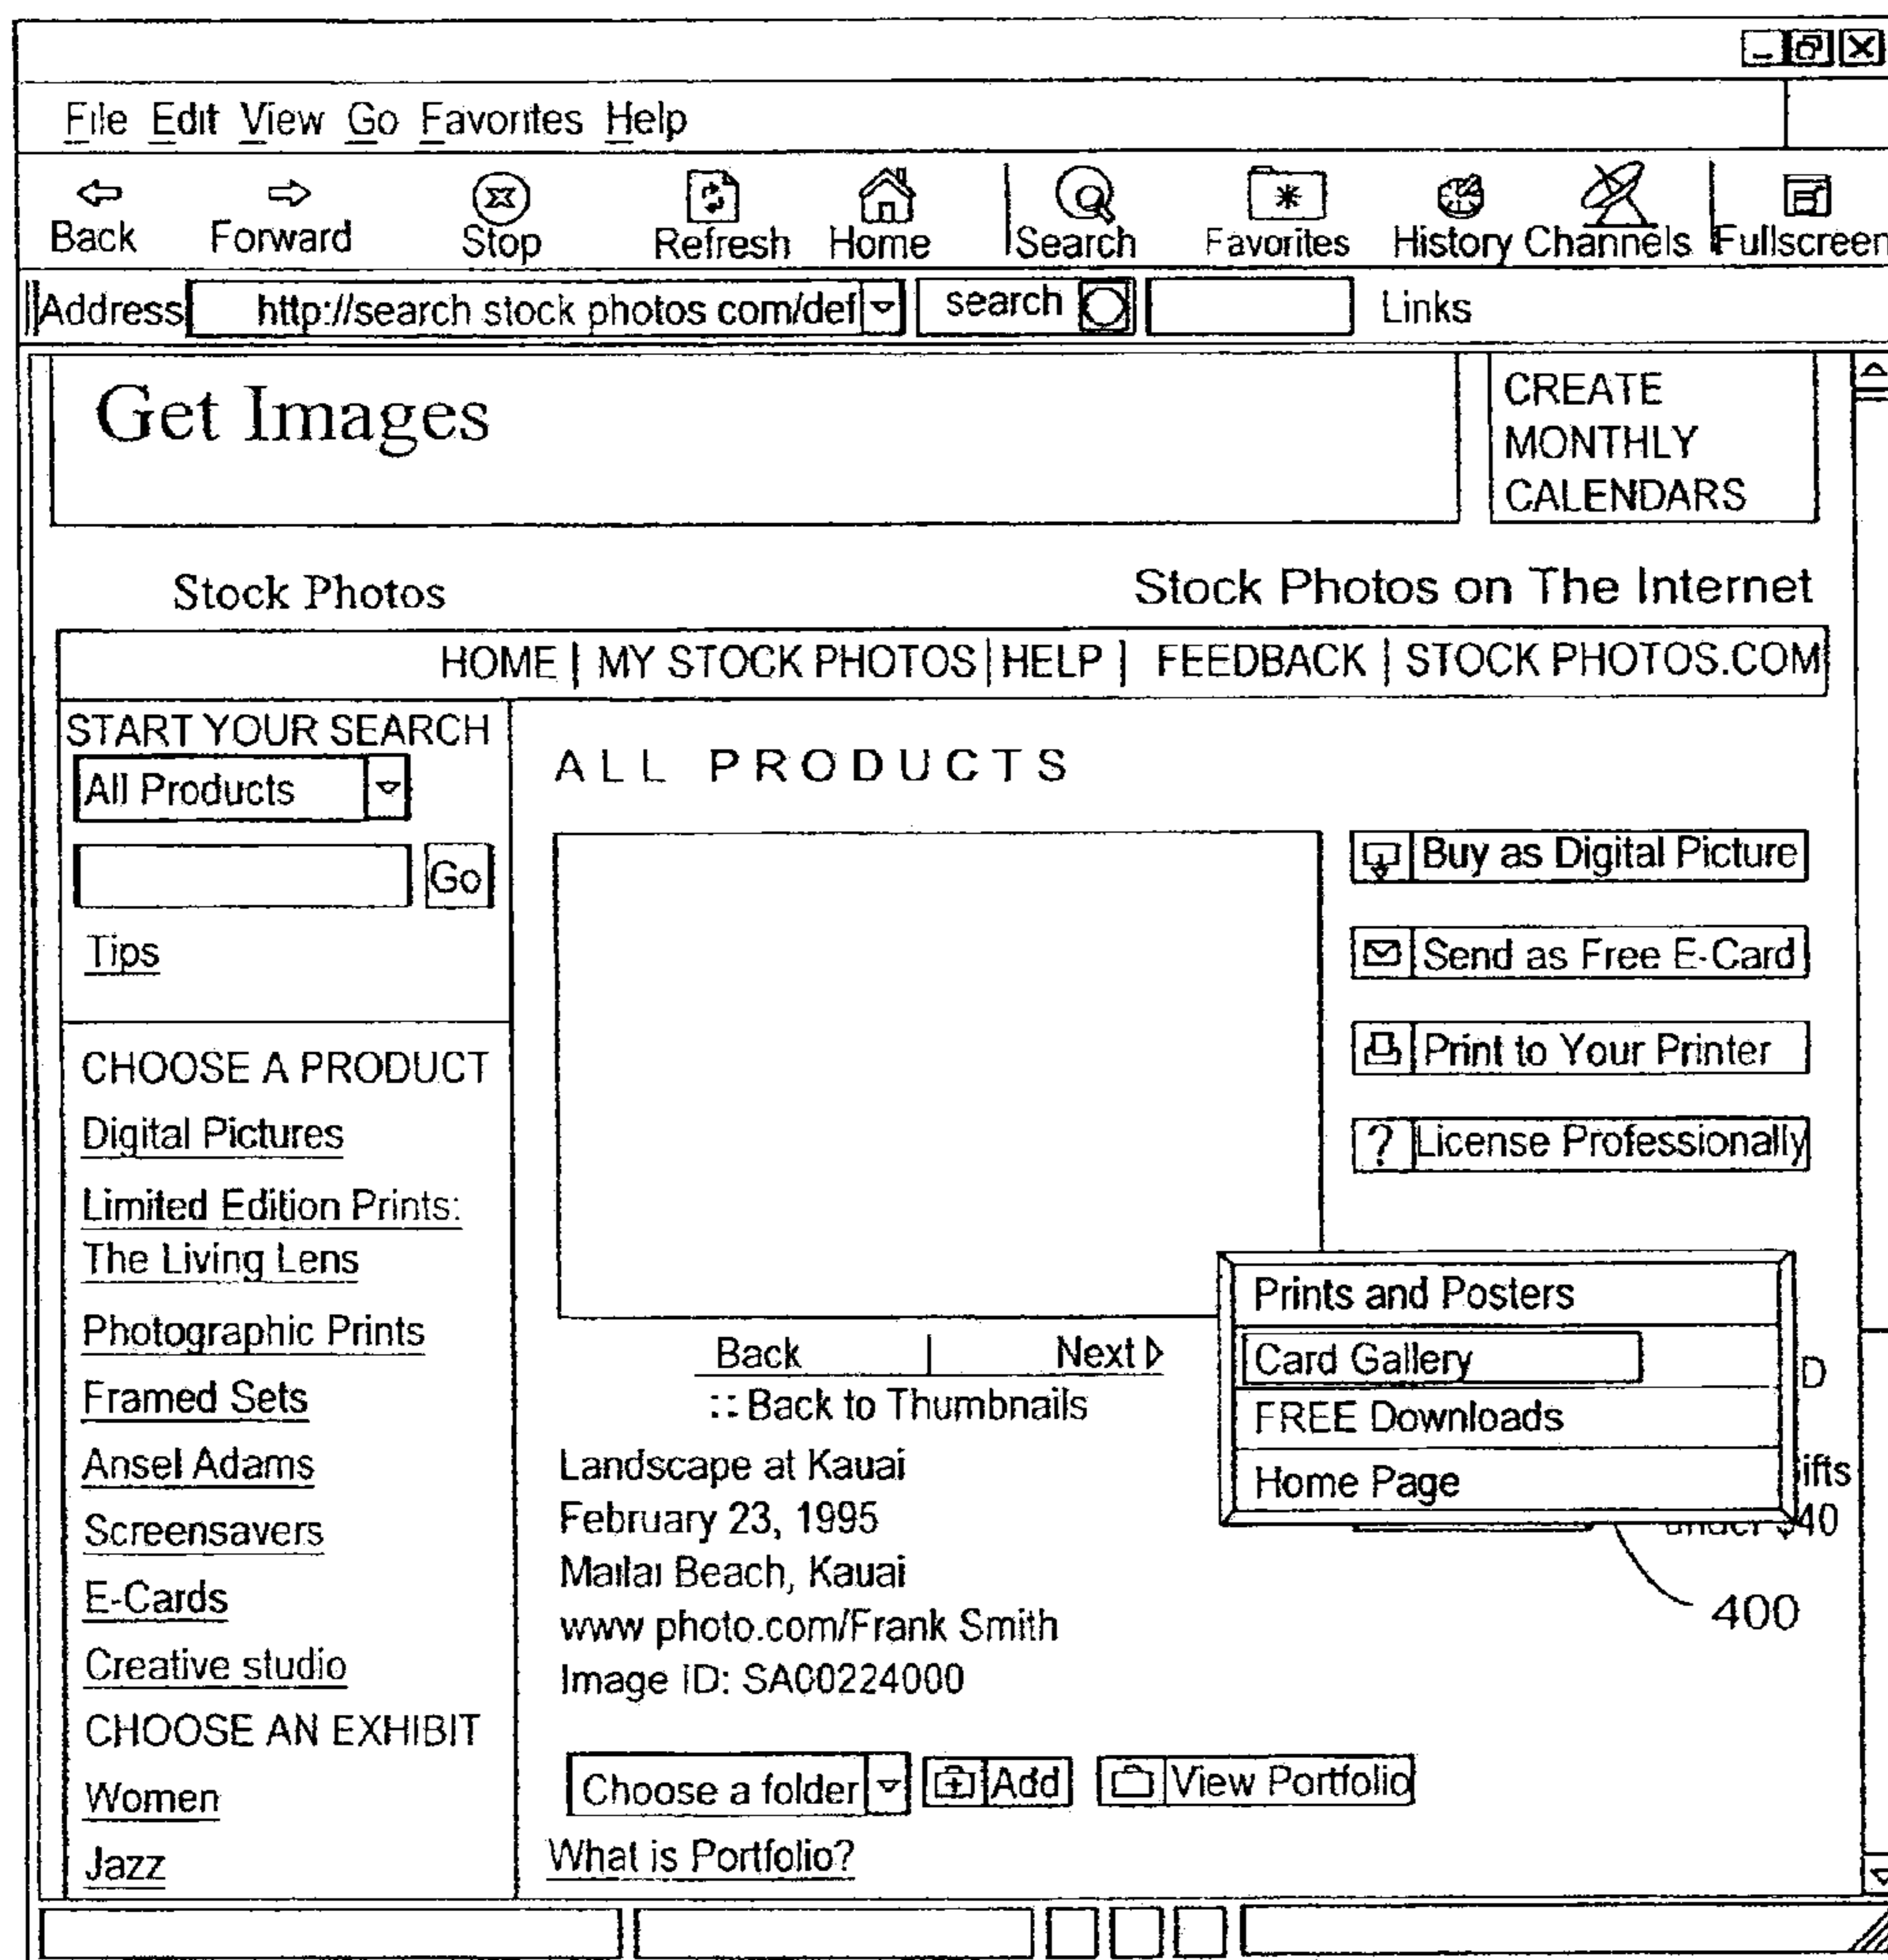 File Edit View Go Favorites Help
Back Forward Stop Refresh Home Search Favorites History Channels Fullscreen
Address http://search stock photos com/def search Links
Get Images
CREATE
MONTHLY
CALENDARS
Stock Photos
Stock Photos on The Internet
HOME | MY STOCK PHOTOS | HELP ] FEEDBACK | STOCK PHOTOS.COM
START YOUR SEARCH
All Products
Go
Tips
CHOOSE A PRODUCT
Digital Pictures
Limited Edition Prints:
The Living Lens
Photographic Prints
Framed Sets
Ansel Adams
Screensavers
E-Cards
Creative studio
CHOOSE AN EXHIBIT
Women
Jazz
ALL PRODUCTS
Buy as Digital Picture
Send as Free E-Card
Print to Your Printer
? License Professionally
Back | Next
:: Back to Thumbnails
Prints and Posters
Card Gallery
FREE Downloads
Home Page
D
ifts
40
400
Landscape at Kauai
February 23, 1995
Mailai Beach, Kauai
www photo.com/Frank Smith
Image ID: SA00224000
Choose a folder Add View Portfolio
What is Portfolio?